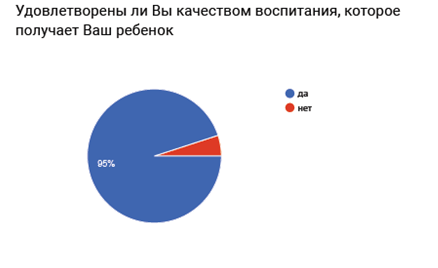 Удовлетворены ли Вы качеством воспитания, которое
получает Ваш ребенок
да
нет
95%